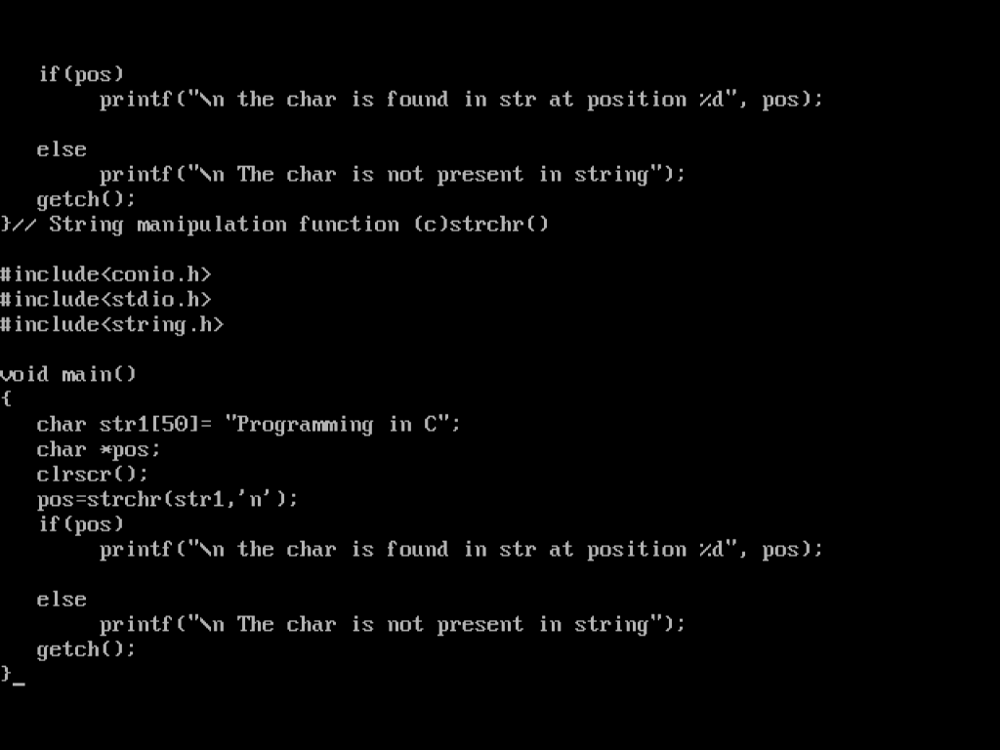 if(pos)
printf("\n the char is found in str at position %d", pos);
else
printf("\n The char is not present in string");
getch();
}// String manipulation function (c)strchr()
#include<conio.h>
#include<stdio.h>
#include<string.h>
void main()
{
char str1[50]= "Programming in C";
char *pos;
clrscr();
pos=strchr(str1,'n');
if(pos)
printf("\n the char is found in str at position %d", pos);
else
printf("\n The char is not present in string");
getch();
}_